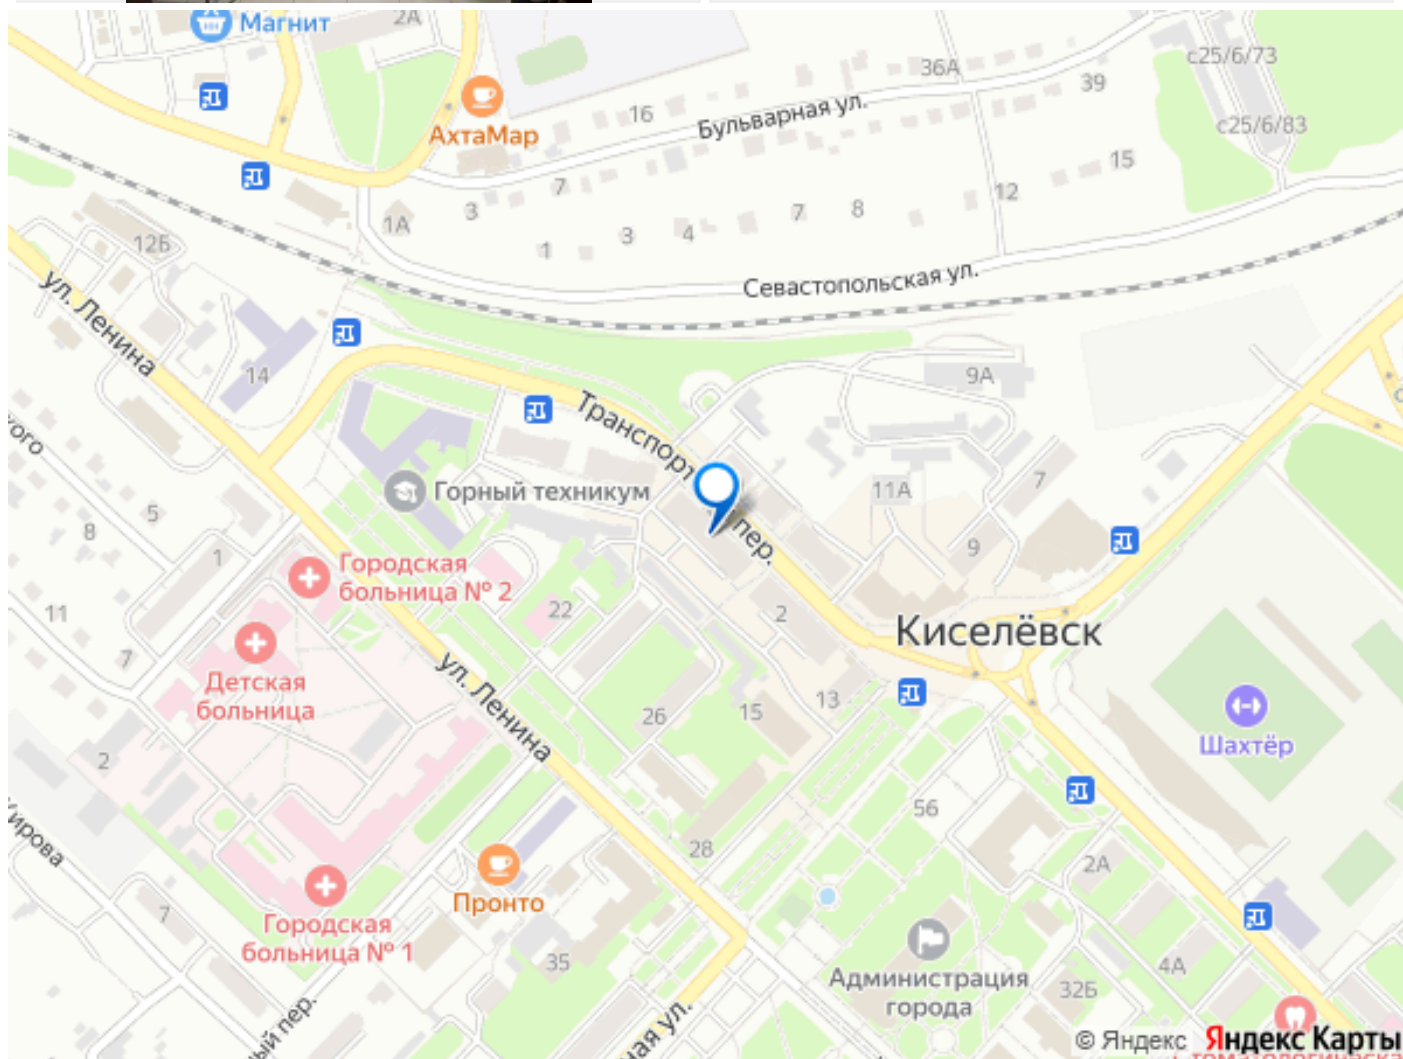 Магнит
2А
36А
с25/6/73
39
АхтаМар
16
Бульварная ул.
с25/6/83
15
7
12
3
1А
7
8
3
4
1
12Б
Севастопольская ул.
ул. Ленина
14
9А
Транспорт
пер.
Горный техникум
11А
7
5
8
1
9
Городская
больница № 2
22
2
Киселёвск
11
7
Детская
больница
ул. Ленина
26
15
13
Шахтёр
2
56
28
2А
Пронто
7
Городская
больница № 1
35
Администрация
города
4А
32Б
© Яндекс Яндекс Карты